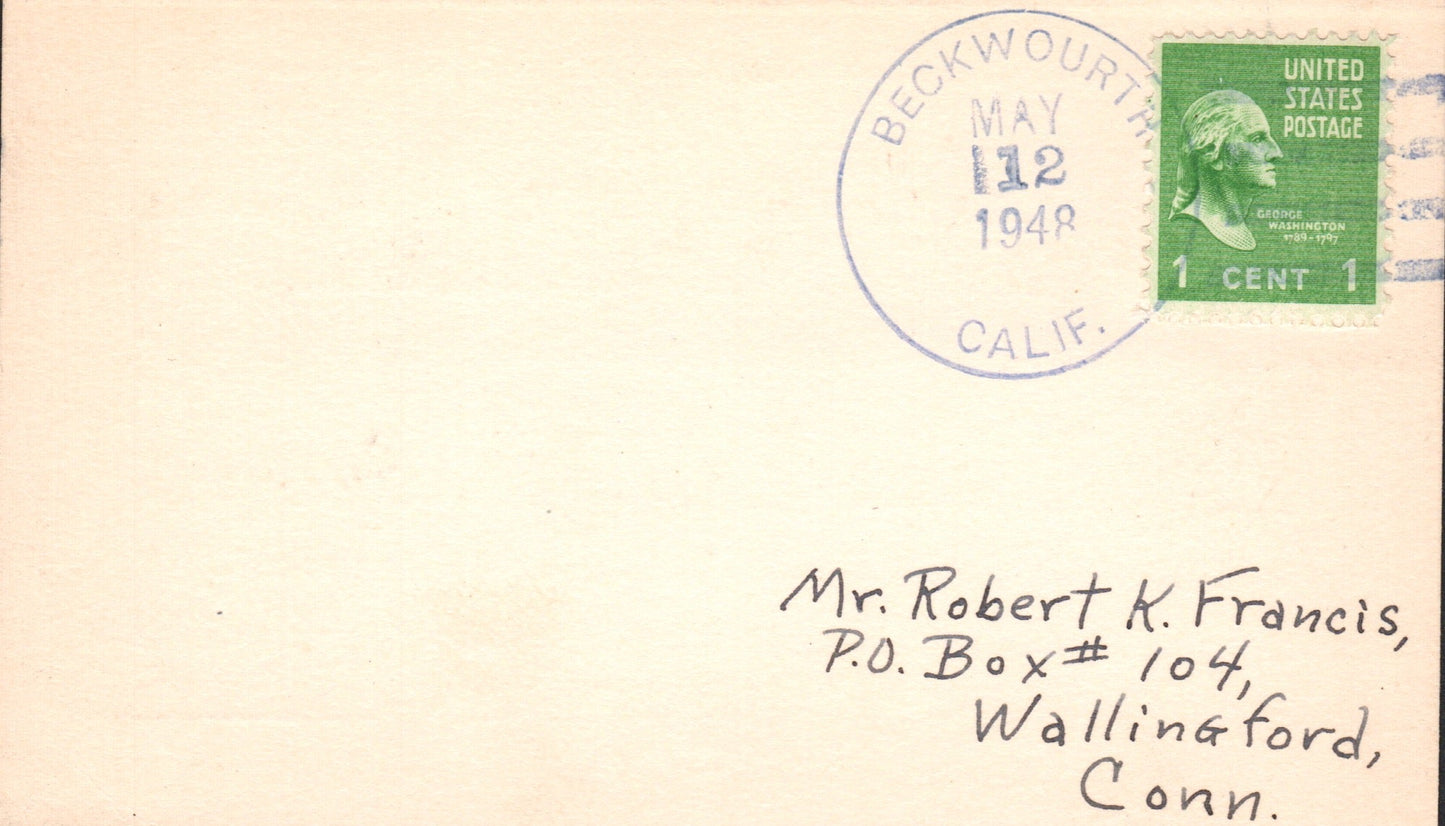 BECKWOURTH
MAY
12
1948
CALIF.
UNITED
STATES
POSTAGE
GEORGE
WASHINGTON
1789-1797
1 CENT 1
Mr. Robert K. Francis,
P.O. Box # 104,
Wallingford,
Conn.